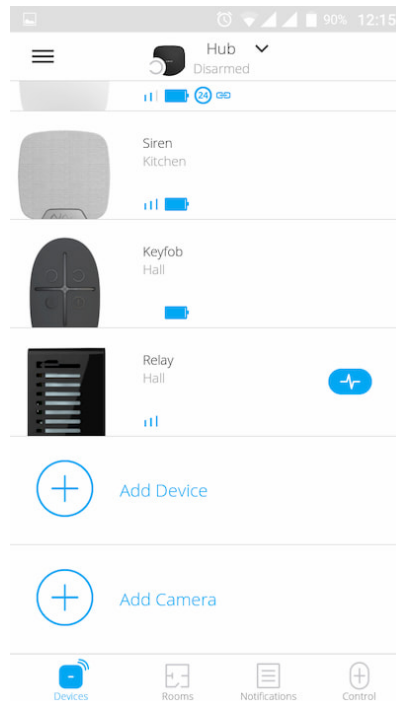 90% 12:15
Hub
Disarmed
24
Siren
Kitchen
Keyfob
Hall
Relay
Hall
Add Device
Add Camera
Devices Rooms Notifications Control